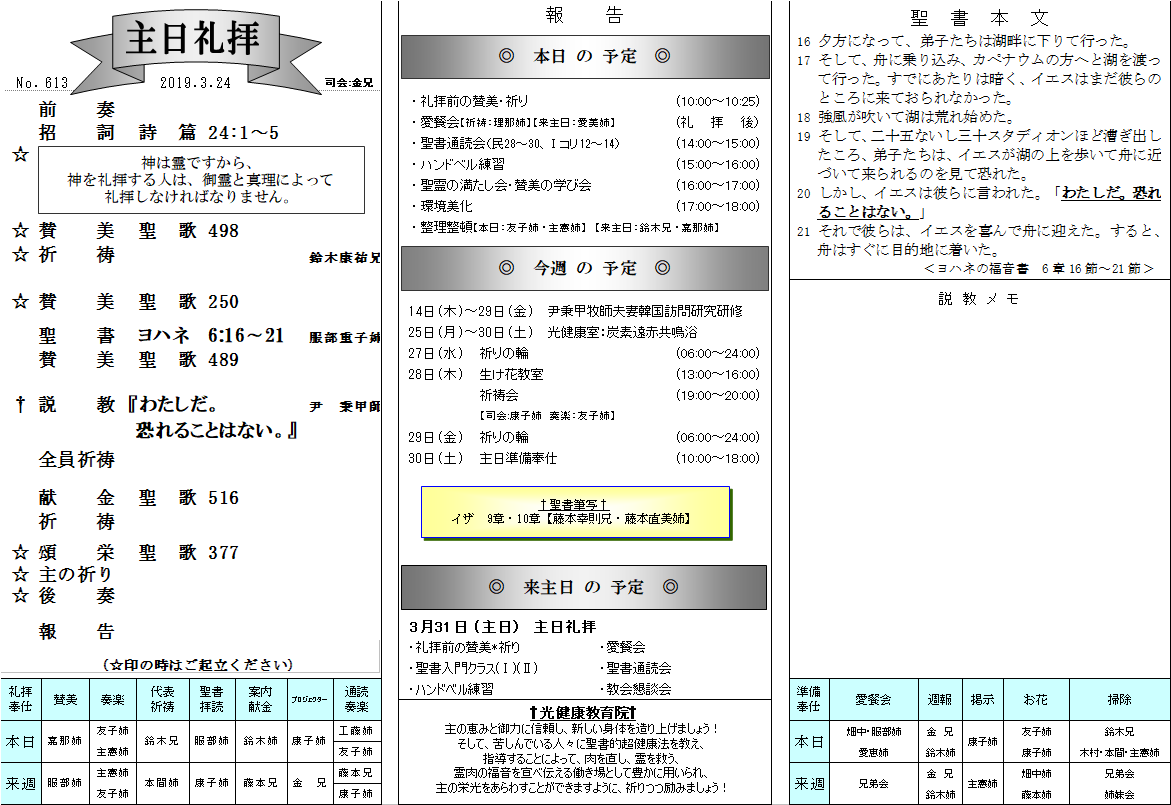 主日礼拝
No. 613 2019.3.24 司会:金兄
前 奏
招 詞 詩 篇 24:1～5
☆
神は霊ですから、
神を礼拝する人は、御霊と真理によって
礼拝しなければなりません。
☆ 賛 美 聖 歌 498
☆ 祈 祷 鈴木康祐兄
☆ 賛 美 聖 歌 250
聖 書 ヨハネ 6:16～21 服部重子姉
賛 美 聖 歌 489
† 説 教 『わたしだ。 尹 乗甲師
恐れることはない。』
全員祈祷
献 金 聖 歌 516
祈 祷
☆ 頌 栄 聖 歌 377
☆ 主の祈り
☆ 後 奏
報 告
(☆印の時はご起立ください)
礼拝奉仕 賛美 奏楽 代表祈祷 聖書拝読 案内献金 プロジェクター 通読奏楽
本日 嘉那姉 友子姉 主憲姉 鈴木兄 服部姉 鈴木姉 康子姉 工藤姉 友子姉
来週 服部姉 主憲姉 友子姉 本間姉 康子姉 藤本兄 金 兄 藤本兄 康子姉
報 告
◎ 本日 の 予定 ◎
・礼拝前の賛美・祈り (10:00～10:25)
・愛餐会【祈祷：理那姉】【来主日：愛美姉】 (礼 拝 後)
・聖書通読会(民28～30、Ⅰコリ12～14) (14:00～15:00)
・ハンドベル練習 (15:00～16:00)
・聖霊の満たし会・賛美の学び会 (16:00～17:00)
・環境美化 (17:00～18:00)
・整理整頓【本日：友子姉・主憲姉】 【来主日：鈴木兄・嘉那姉】
◎ 今週 の 予定 ◎
14日(木)～29日(金) 尹乗甲牧師夫妻韓国訪問研究研修
25日(月)～30日(土) 光健康室：炭素遠赤共鳴浴
27日(水) 祈りの輪 (06:00～24:00)
28日(木) 生け花教室 (13:00～16:00)
祈祷会 (19:00～20:00)
【司会:康子姉 奏楽：友子姉】
29日(金) 祈りの輪 (06:00～24:00)
30日(土) 主日準備奉仕 (10:00～18:00)
†聖書筆写†
イザ 9章・10章【藤本幸則兄・藤本直美姉】
◎ 来主日 の 予定 ◎
3月31日(主日) 主日礼拝
・礼拝前の賛美*祈り ・愛餐会
・聖書入門クラス(Ⅰ)(Ⅱ) ・聖書通読会
・ハンドベル練習 ・教会懇談会
†光健康教育院†
主の恵みと御力に信頼し、新しい身体を造り上げましょう！
そして、苦しんでいる人々に聖書的超健康法を教え、
指導することによって、肉を直し、霊を救う、
霊肉の福音を宣べ伝える働き場として豊かに用いられ、
主の栄光をあらわすことができますように、祈りつつ励みましょう！
聖 書 本 文
16 夕方になって、弟子たちは湖畔に下りて行った。
17 そして、舟に乗り込み、カペナウムの方へと湖を渡っ
て行った。すでにあたりは暗く、イエスはまだ彼らの
ところに来ておられなかった。
18 強風が吹いて湖は荒れ始めた。
19 そして、二十五ないし三十スタディオンほど漕ぎ出し
たころ、弟子たちは、イエスが湖の上を歩いて舟に近
づいて来られるのを見て恐れた。
20 しかし、イエスは彼らに言われた。「わたしだ。恐れ
ることはない。」
21 それで彼らは、イエスを喜んで舟に迎えた。すると、
舟はすぐに目的地に着いた。
＜ヨハネの福音書 6章16節～21節＞
説 教 メ モ
準備奉仕 愛餐会 週報 掲示 お花 掃除
本日 畑中・服部姉 愛恵姉 金 兄 鈴木姉 康子姉 友子姉 康子姉 鈴木兄 木村・本間・主憲姉
来週 兄弟会 金 兄 鈴木姉 主憲姉 畑中姉 藤本姉 兄弟会 姉妹会